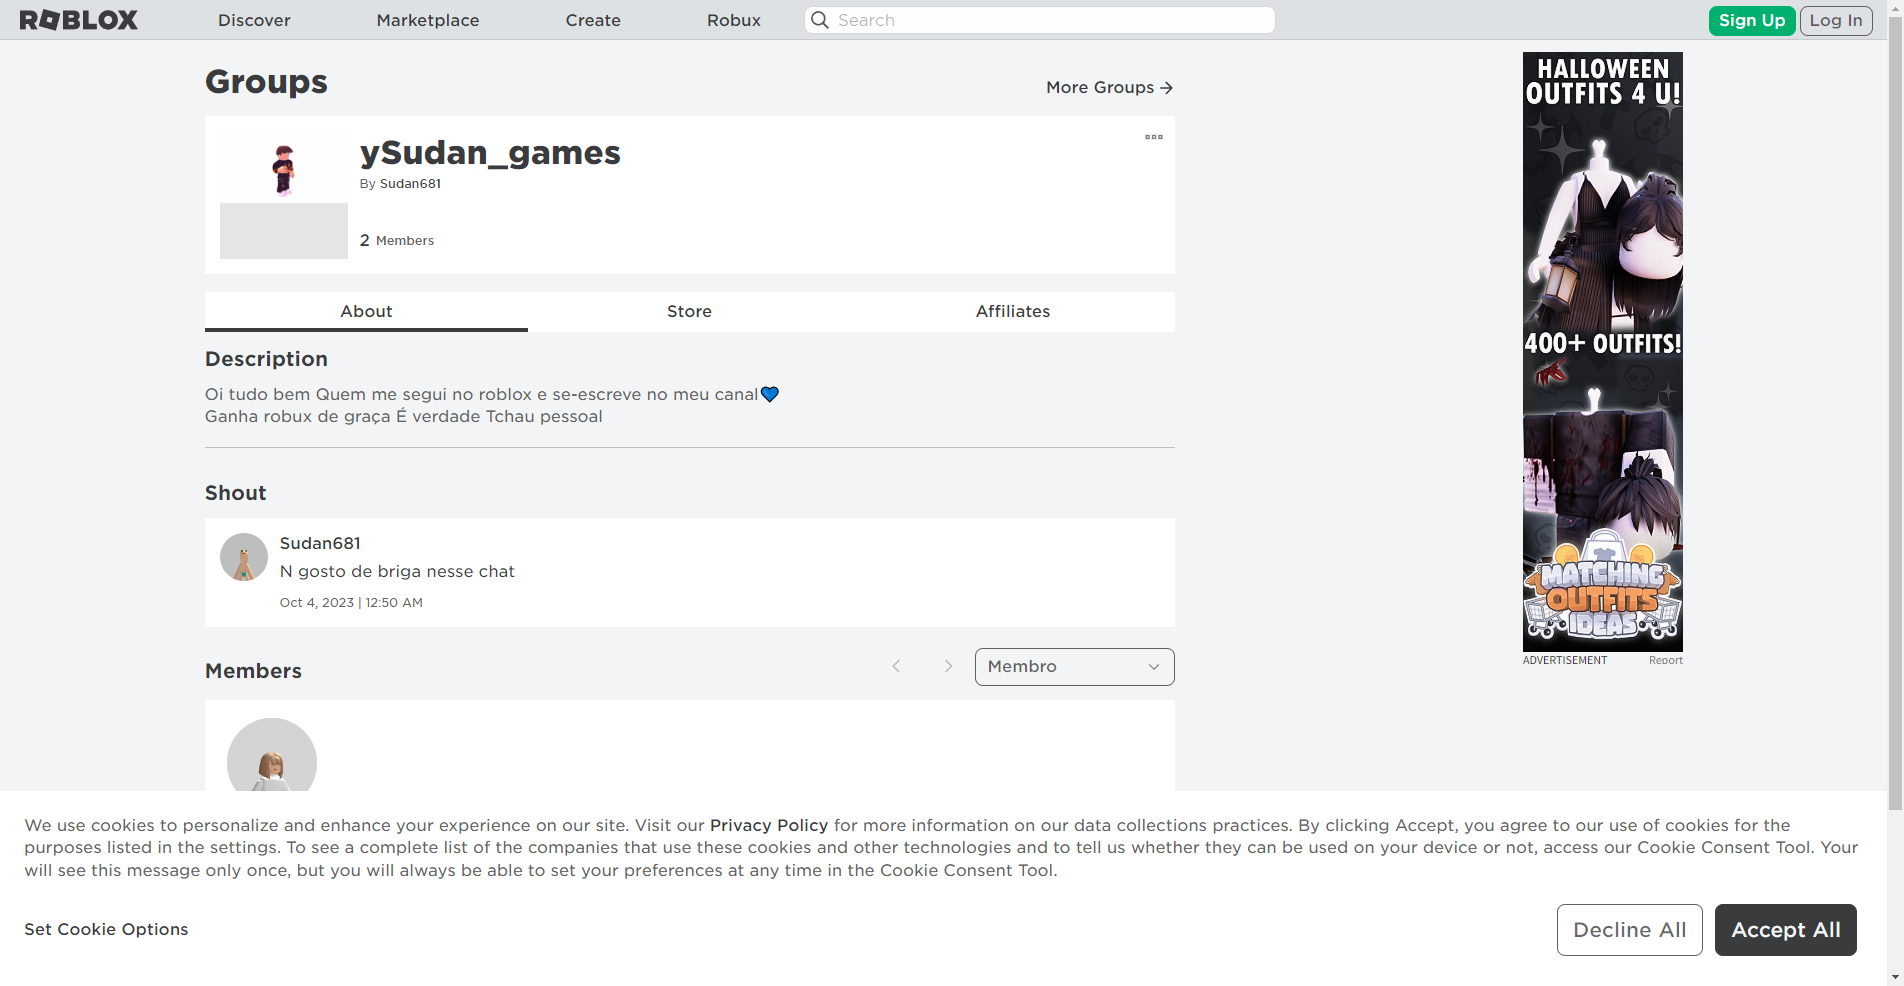 ROBLOX
Discover
Marketplace
Create
Robux
Search
Sign Up
Log In
Groups
More Groups →
ySudan_games
By Sudan681
2 Members
About
Store
Affiliates
Description
Oi tudo bem Quem me segui no roblox e se-escreve no meu canal💙
Ganha robux de graça É verdade Tchau pessoal
Shout
Sudan681
N gosto de briga nesse chat
Oct 4, 2023 | 12:50 AM
Members
Membro
HALLOWEEN
OUTFITS 4 U!
400+ OUTFITS!
MATCHING
OUTFITS
IDEAS
ADVERTISEMENT
Report
We use cookies to personalize and enhance your experience on our site. Visit our Privacy Policy for more information on our data collections practices. By clicking Accept, you agree to our use of cookies for the
purposes listed in the settings. To see a complete list of the companies that use these cookies and other technologies and to tell us whether they can be used on your device or not, access our Cookie Consent Tool. Your
will see this message only once, but you will always be able to set your preferences at any time in the Cookie Consent Tool.
Set Cookie Options
Decline All
Accept All